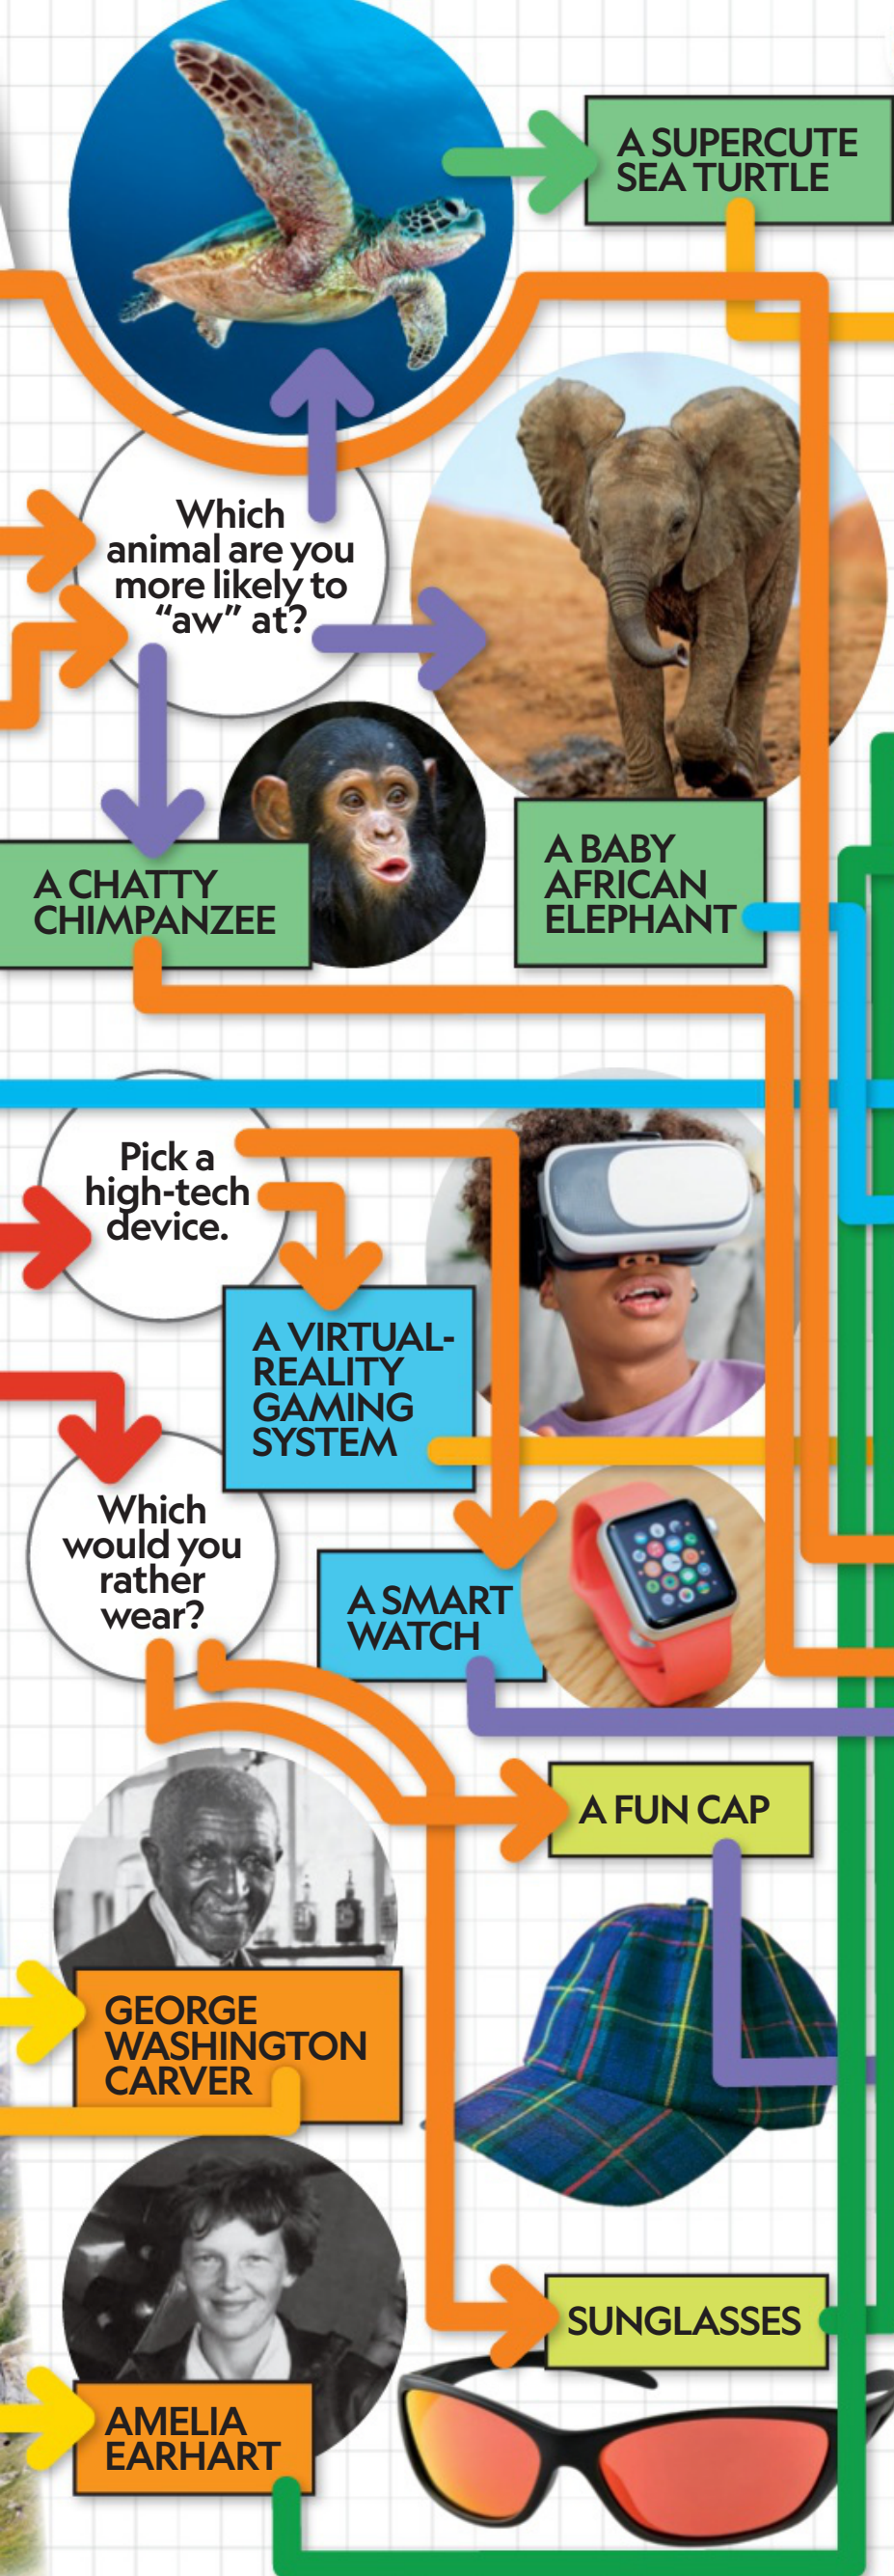 A SUPERCUTE
SEA TURTLE
Which
animal are you
more likely to
“aw” at?
A CHATTY
CHIMPANZEE
A BABY
AFRICAN
ELEPHANT
Pick a
high-tech
device.
A VIRTUAL-
REALITY
GAMING
SYSTEM
Which
would you
rather
wear?
A SMART
WATCH
A FUN CAP
GEORGE
WASHINGTON
CARVER
SUNGLASSES
AMELIA
EARHART